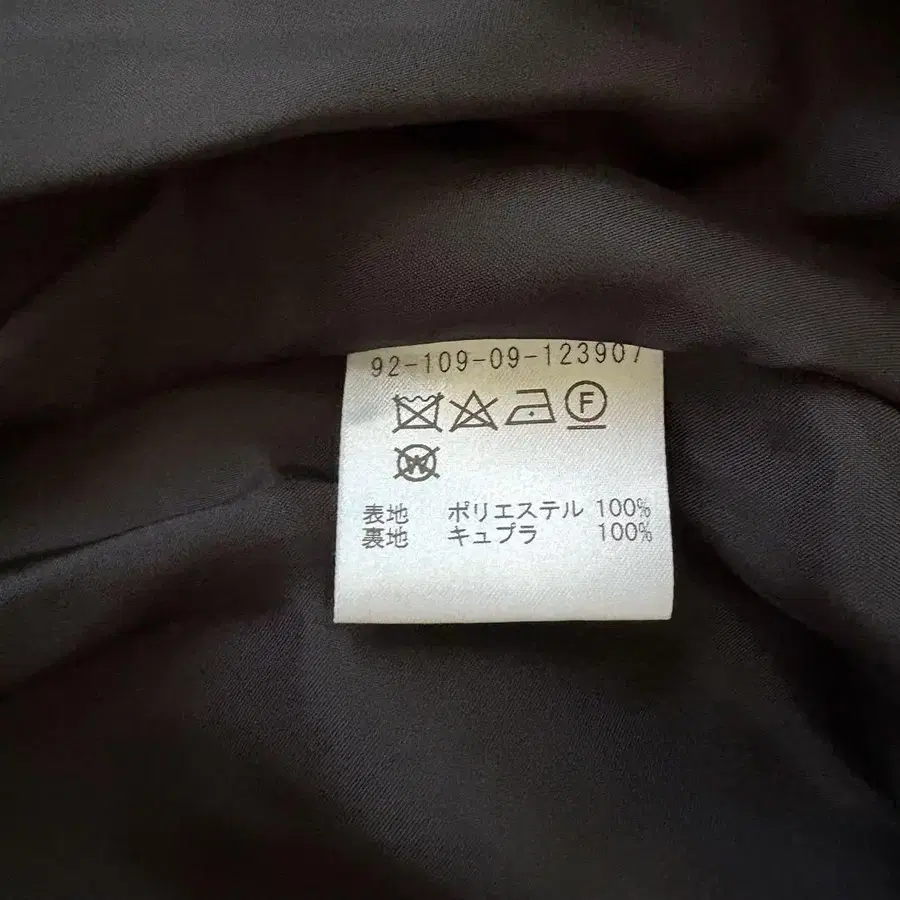 92-109-09-123907
F
W
表地 ポリエステル 100%
裏地 キュプラ 100%